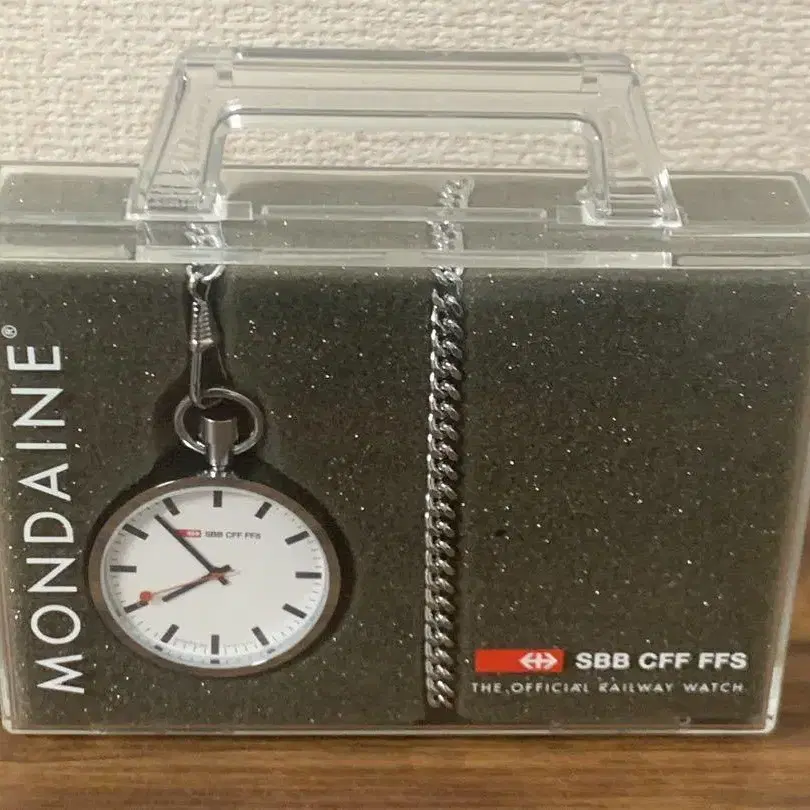 MONDAINE®
SBB CFF FFS
SBB CFF FFS
THE OFFICIAL RAILWAY WATCH